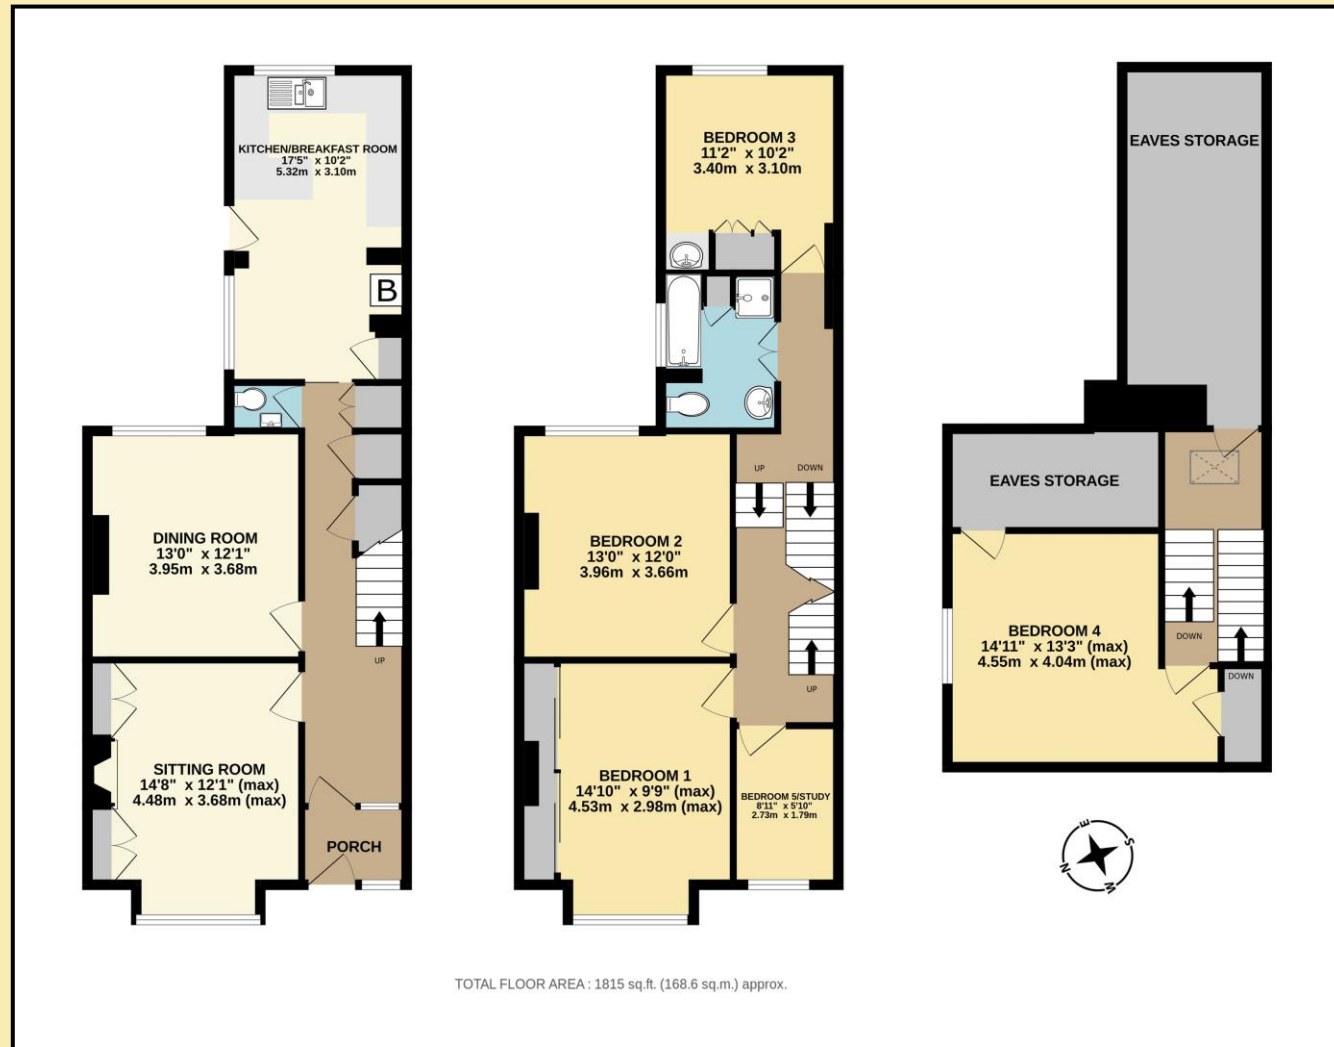 KITCHEN/BREAKFAST ROOM
17'5" x 10'2"
5.32m x 3.10m
B
DINING ROOM
13'0" x 12'1"
3.95m x 3.68m
UP
SITTING ROOM
14'8" x 12'1" (max)
4.48m x 3.68m (max)
PORCH
BEDROOM 3
11'2" x 10'2"
3.40m x 3.10m
UP
DOWN
BEDROOM 2
13'0" x 12'0"
3.96m x 3.66m
UP
BEDROOM 1
14'10" x 9'9" (max)
4.53m x 2.98m (max)
BEDROOM 5/STUDY
8'11" x 5'10"
2.73m x 1.79m
EAVES STORAGE
EAVES STORAGE
BEDROOM 4
14'11" x 13'3" (max)
4.55m x 4.04m (max)
DOWN
DOWN
E
S
N
W
TOTAL FLOOR AREA : 1815 sq.ft. (168.6 sq.m.) approx.